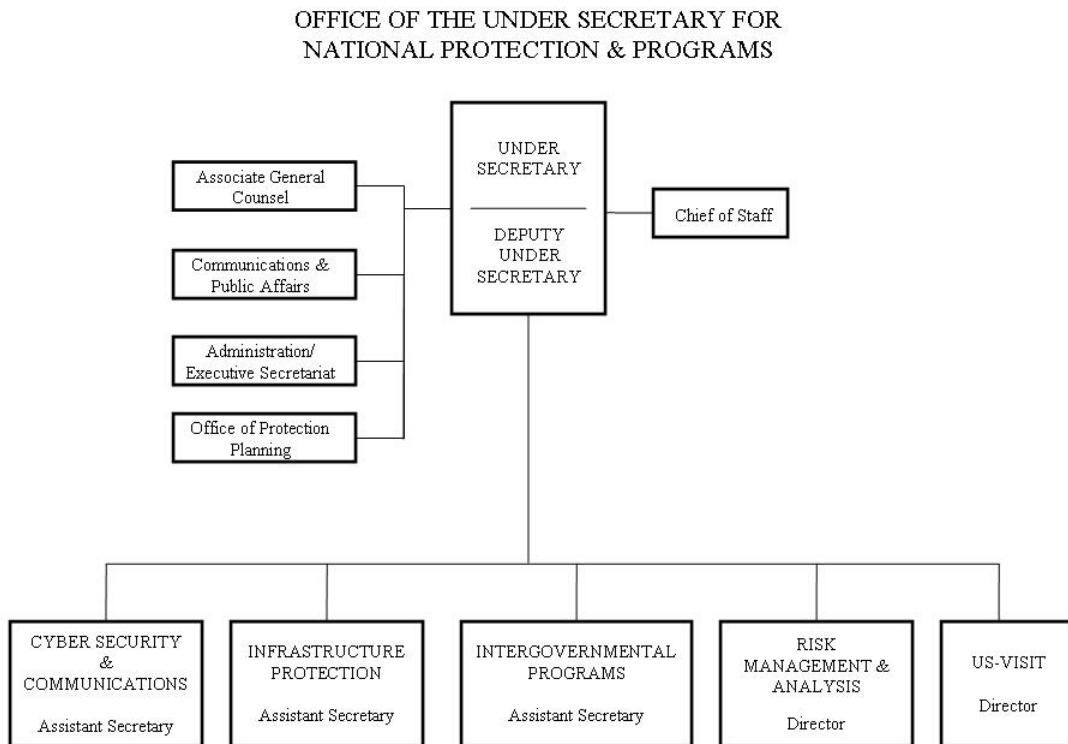 OFFICE OF THE UNDER SECRETARY FOR
NATIONAL PROTECTION & PROGRAMS
UNDER
SECRETARY
DEPUTY
UNDER
SECRETARY
Associate General
Counsel
Communications &
Public Affairs
Administration/
Executive Secretariat
Office of Protection
Planning
Chief of Staff
CYBER SECURITY
&
COMMUNICATIONS
Assistant Secretary
INFRASTRUCTURE
PROTECTION
Assistant Secretary
INTERGOVERNMENTAL
PROGRAMS
Assistant Secretary
RISK
MANAGEMENT &
ANALYSIS
Director
US-VISIT
Director